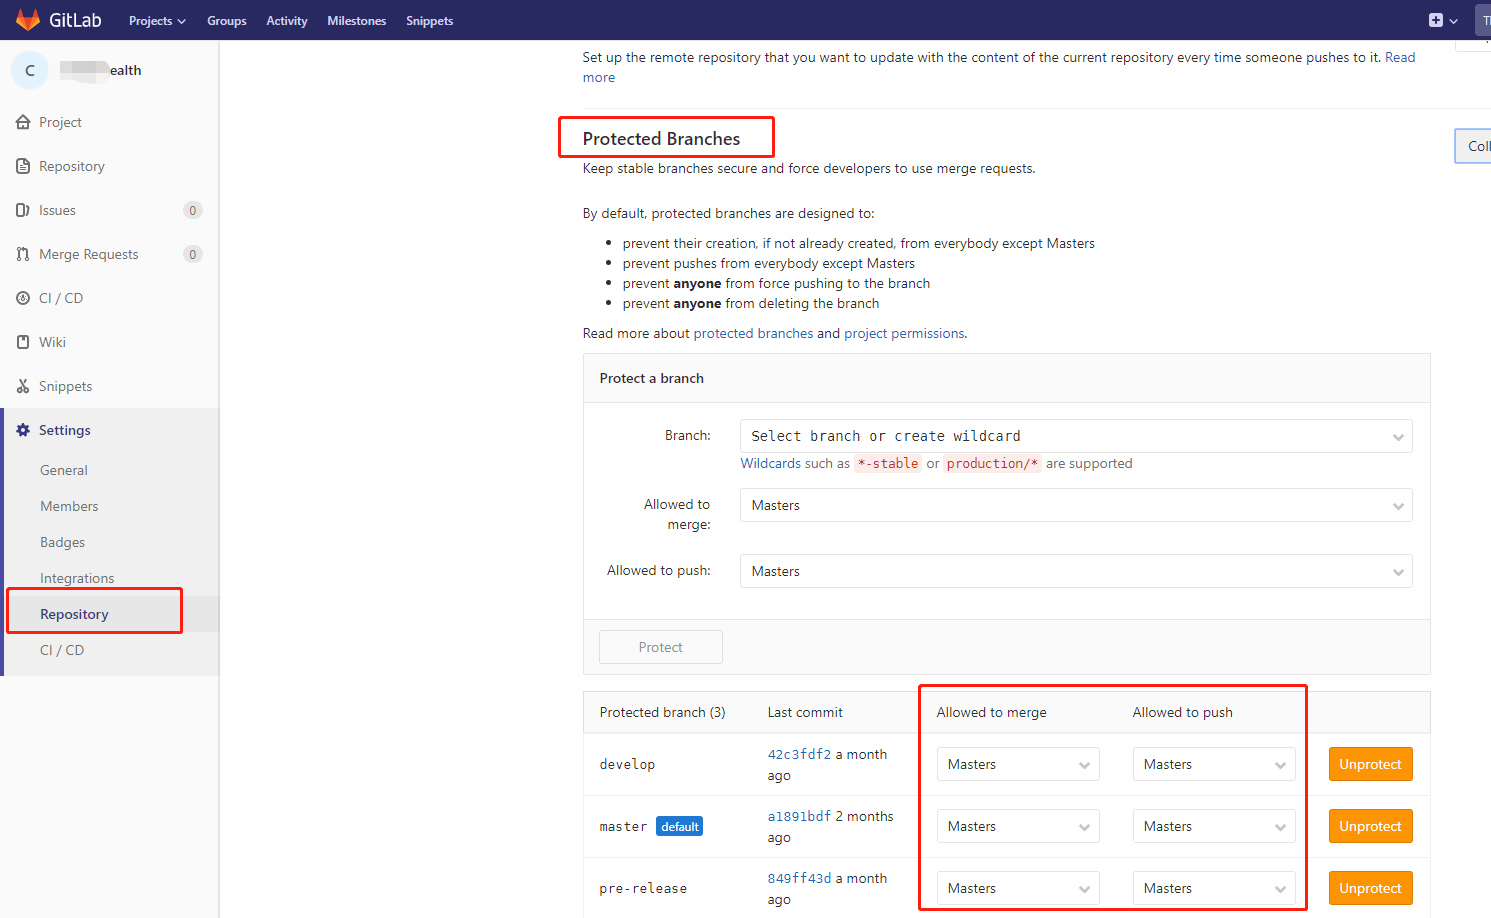 GitLab Projects Groups Activity Milestones Snippets
C ealth
Project
Repository
Issues 0
Merge Requests 0
CI / CD
Wiki
Snippets
Settings
General
Members
Badges
Integrations
Repository
CI / CD
Set up the remote repository that you want to update with the content of the current repository every time someone pushes to it. Read
more
Protected Branches
Keep stable branches secure and force developers to use merge requests.
By default, protected branches are designed to:
prevent their creation, if not already created, from everybody except Masters
prevent pushes from everybody except Masters
prevent anyone from force pushing to the branch
prevent anyone from deleting the branch
Read more about protected branches and project permissions.
Protect a branch
Branch: Select branch or create wildcard
Wildcards such as *-stable or production/* are supported
Allowed to
merge: Masters
Allowed to push: Masters
Protect
Protected branch (3) Last commit Allowed to merge Allowed to push
develop 42c3fdf2 a month
ago Masters Masters Unprotect
master default a1891bdf 2 months
ago Masters Masters Unprotect
pre-release 849ff43d a month
ago Masters Masters Unprotect